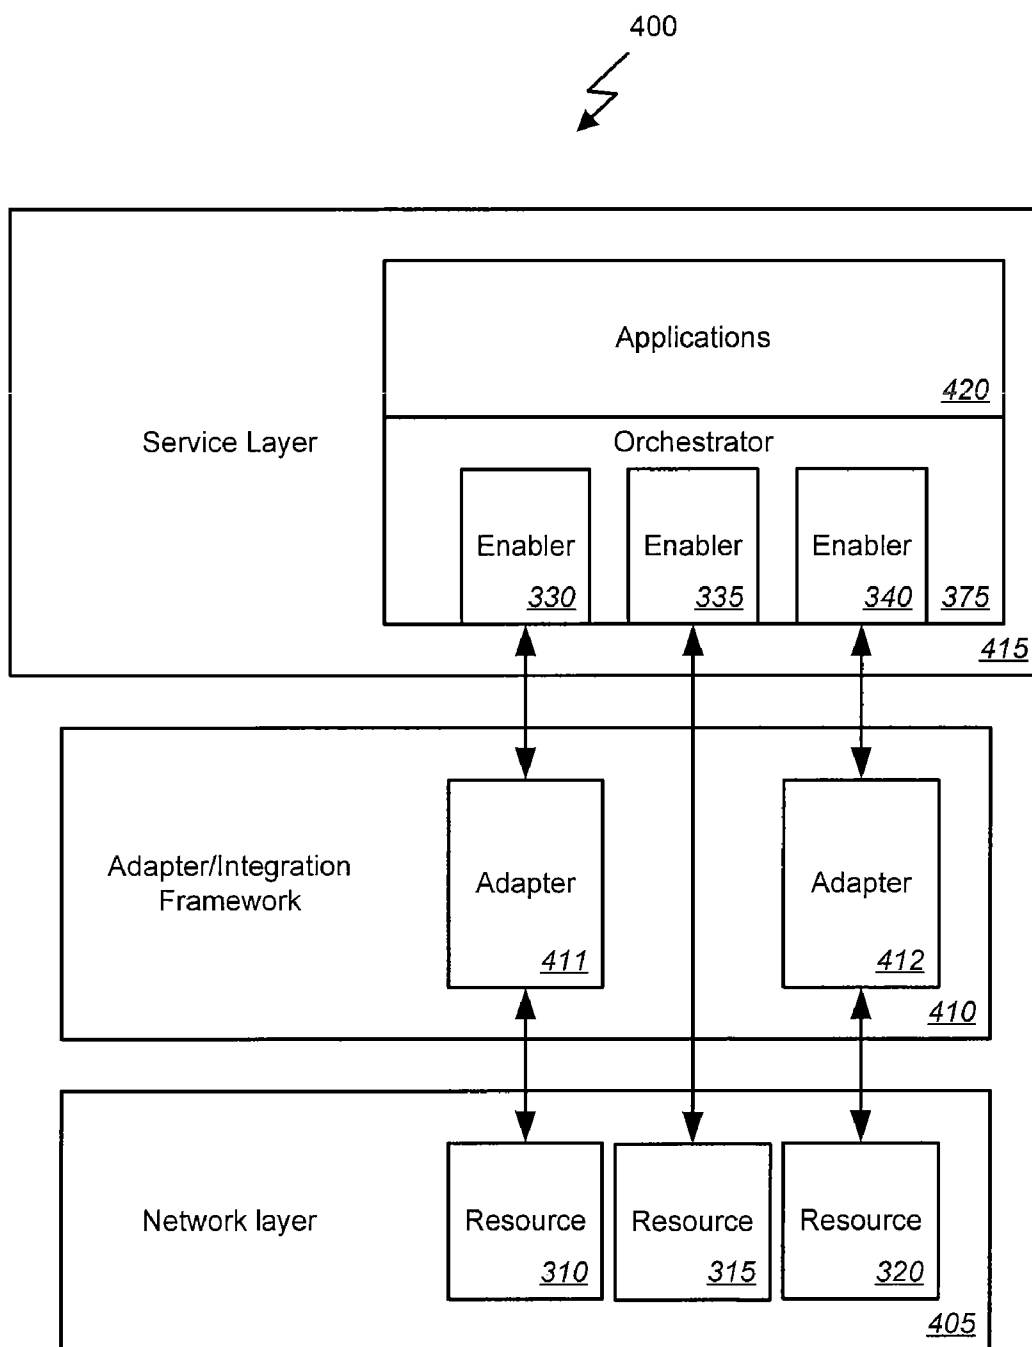 400
Applications
420
Service Layer
Orchestrator
Enabler
330
Enabler
335
Enabler
340
375
415
Adapter/Integration
Framework
Adapter
411
Adapter
412
410
Network layer
Resource
310
Resource
315
Resource
320
405